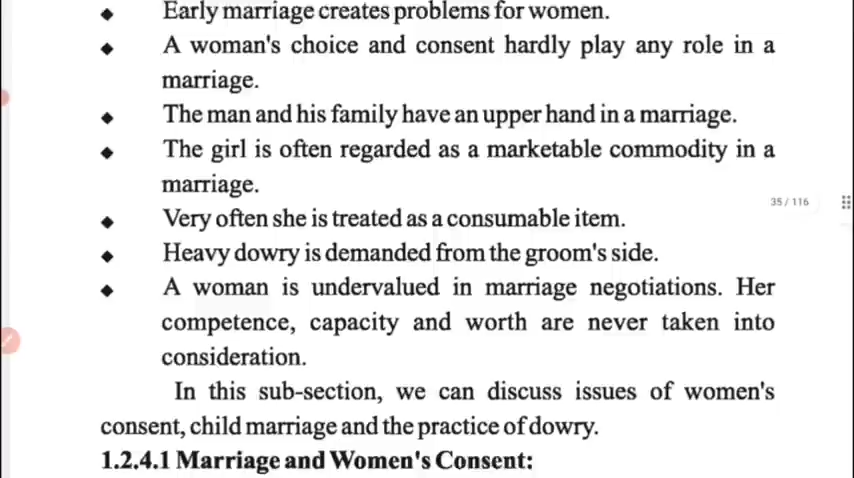 ◆ Early marriage creates problems for women.
◆ A woman's choice and consent hardly play any role in a
marriage.
◆ The man and his family have an upper hand in a marriage.
◆ The girl is often regarded as a marketable commodity in a
marriage.
35 / 116
◆ Very often she is treated as a consumable item.
◆ Heavy dowry is demanded from the groom's side.
◆ A woman is undervalued in marriage negotiations. Her
competence, capacity and worth are never taken into
consideration.
In this sub-section, we can discuss issues of women's
consent, child marriage and the practice of dowry.
1.2.4.1 Marriage and Women's Consent: